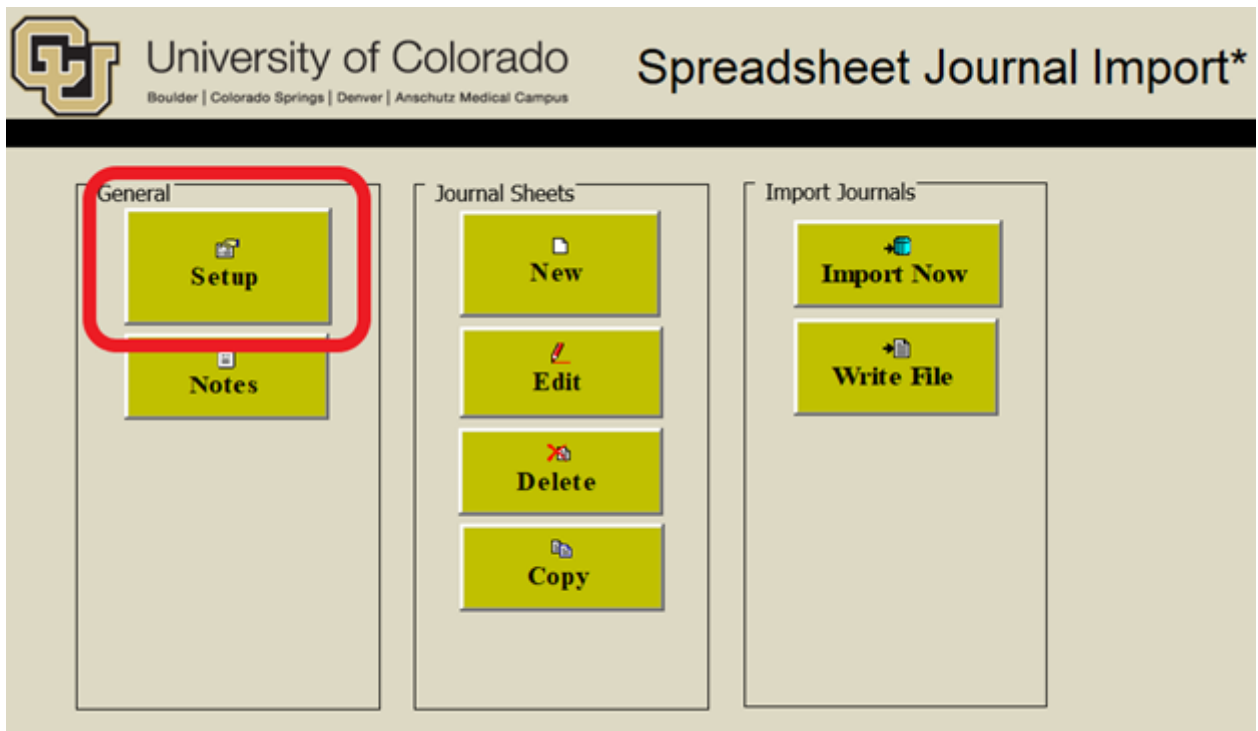 CU
University of Colorado
Boulder | Colorado Springs | Denver | Anschutz Medical Campus
Spreadsheet Journal Import*
General
Setup
Notes
Journal Sheets
New
Edit
Delete
Copy
Import Journals
Import Now
Write File